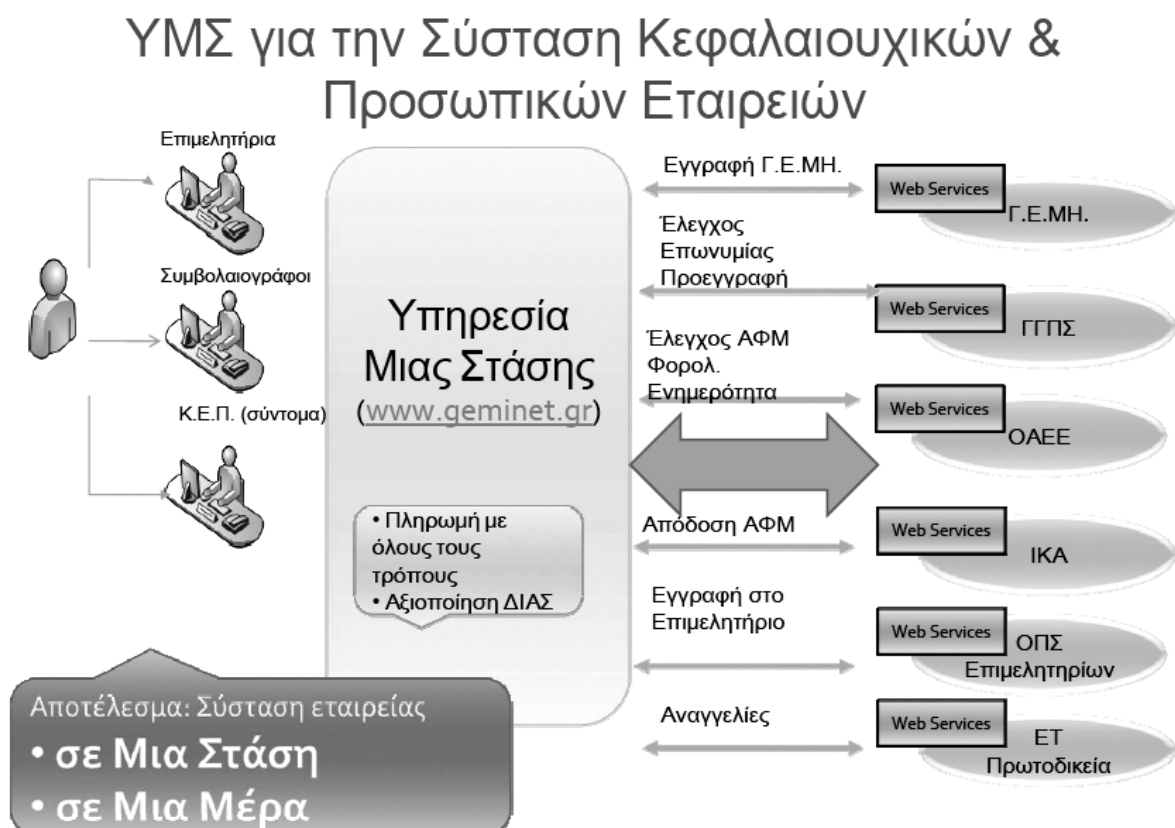 ΥΜΣ για την Σύσταση Κεφαλαιουχικών &
Προσωπικών Εταιρειών
Επιμελητήρια
Συμβολαιογράφοι
Κ.Ε.Π. (σύντομα)
Υπηρεσία
Μιας Στάσης
(www.geminet.gr)
• Πληρωμή με
όλους τους
τρόπους
• Αξιοποίηση ΔΙΑΣ
Αποτέλεσμα: Σύσταση εταιρείας
• σε Μια Στάση
• σε Μια Μέρα
Εγγραφή Γ.Ε.ΜΗ.
Έλεγχος
Επωνυμίας
Προεγγραφή
Έλεγχος ΑΦΜ
Φορολ.
Ενημερότητα
Απόδοση ΑΦΜ
Εγγραφή στο
Επιμελητήριο
Αναγγελίες
Web Services
Γ.Ε.ΜΗ.
Web Services
ΓΓΠΣ
Web Services
ΟΑΕΕ
Web Services
ΙΚΑ
Web Services
ΟΠΣ
Επιμελητηρίων
Web Services
ΕΤ
Πρωτοδικεία